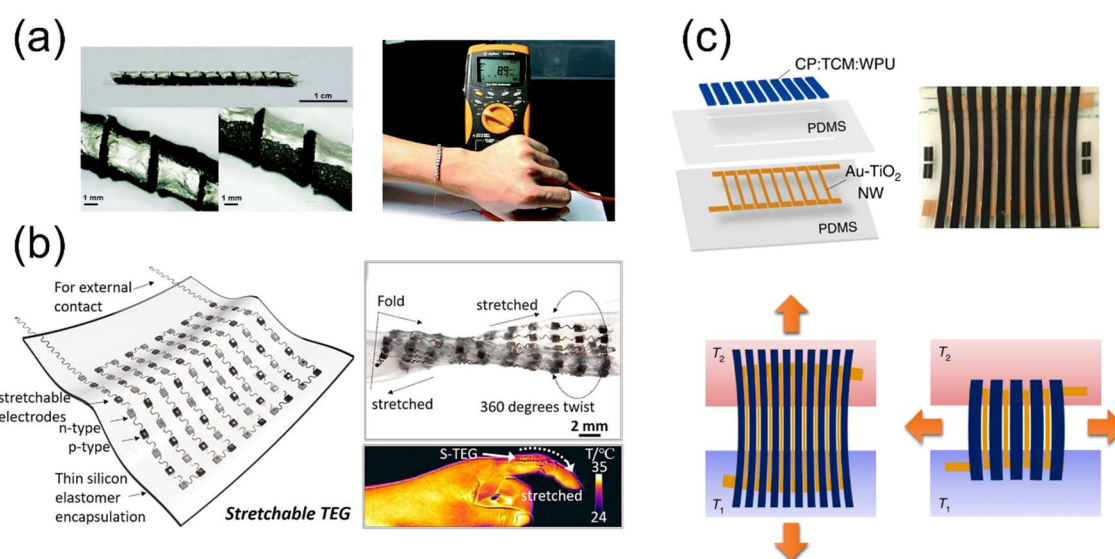 (a)
1 cm
1 mm
1 mm
(b)
For external
contact
stretchable
electrodes
n-type
p-type
Thin silicon
elastomer
encapsulation
Stretchable TEG
Fold
stretched
stretched
360 degrees twist
2 mm
S-TEG
T/°C
35
stretched
24
(c)
CP:TCM:WPU
PDMS
Au-TiO₂
NW
PDMS
T₂
T₁
T₂
T₁